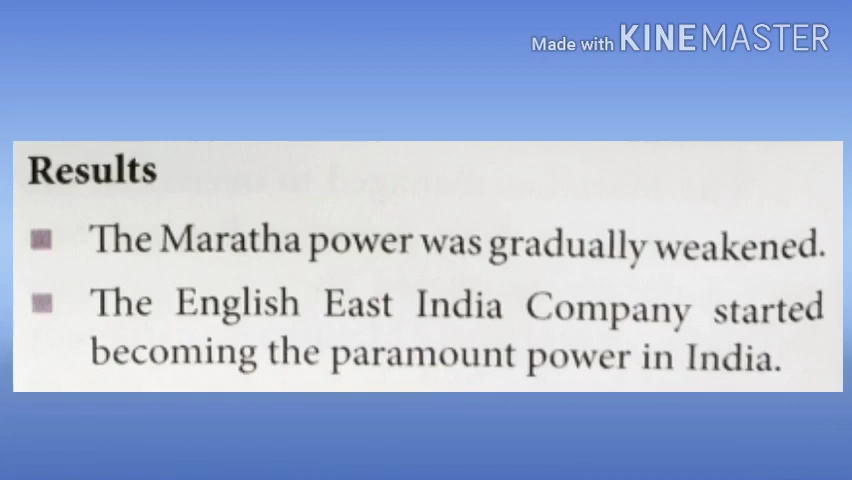 Made with KINEMASTER
Results
The Maratha power was gradually weakened.
The English East India Company started
becoming the paramount power in India.